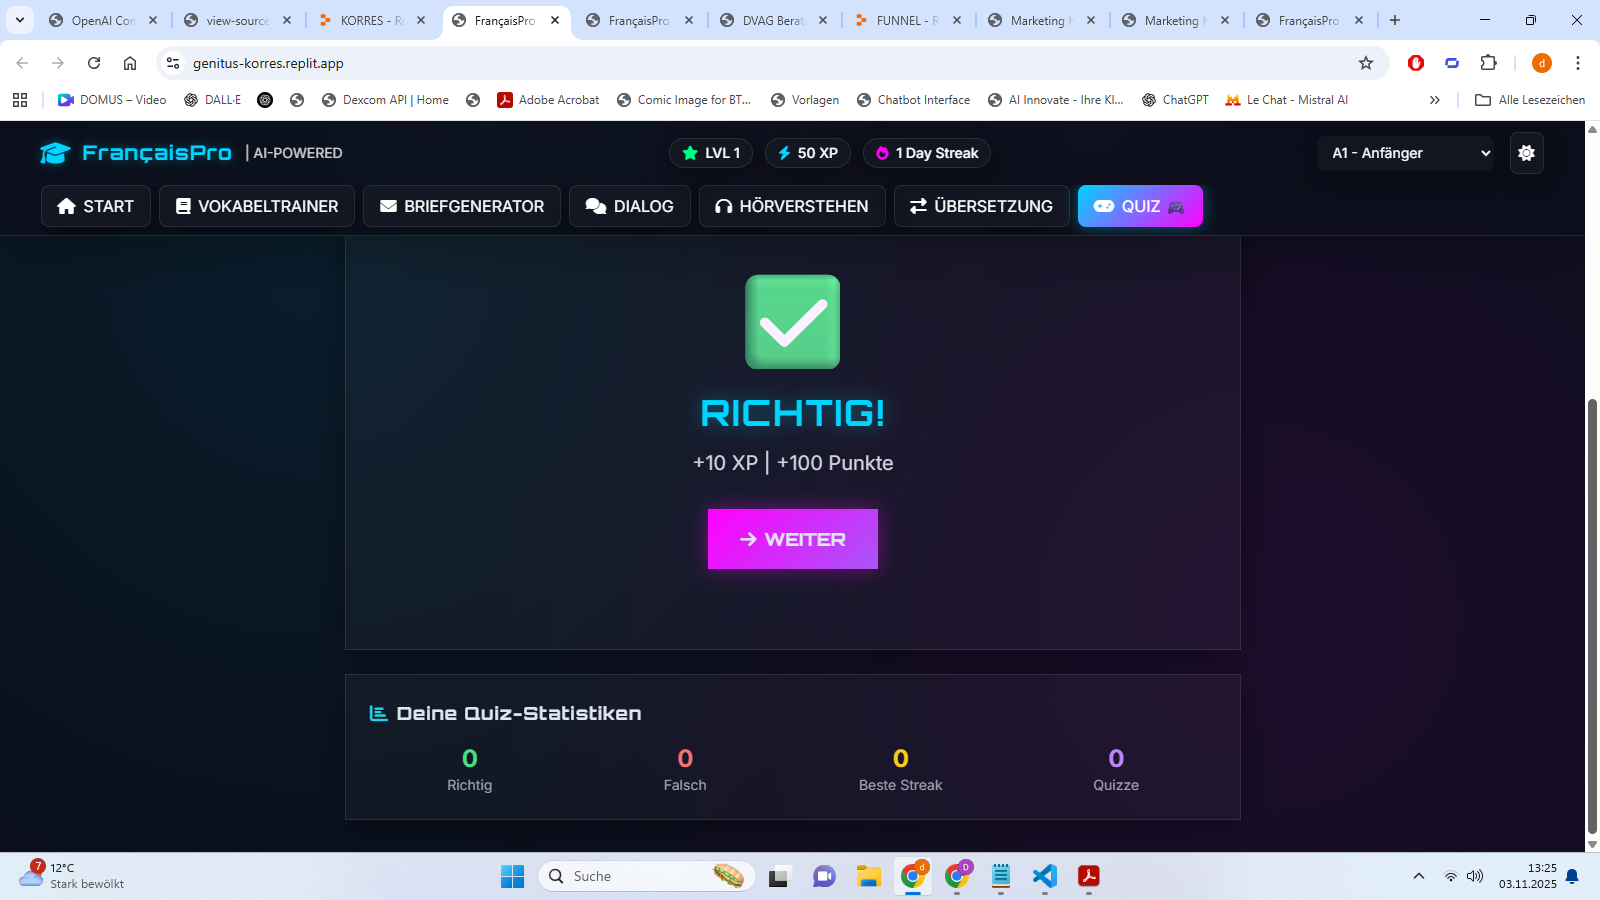 OpenAI Con
view-source
KORRES - R
FrançaisPro
FrançaisPro
DVAG Berat
FUNNEL - R
Marketing H
Marketing H
FrançaisPro
genitus-korres.replit.app
d
DOMUS – Video
DALL·E
Dexcom API | Home
Adobe Acrobat
Comic Image for BT...
Vorlagen
Chatbot Interface
AI Innovate - Ihre KI...
ChatGPT
Le Chat - Mistral AI
Alle Lesezeichen
FrançaisPro | AI-POWERED
LVL 1
50 XP
1 Day Streak
A1 - Anfänger
START
VOKABELTRAINER
BRIEFGENERATOR
DIALOG
HÖRVERSTEHEN
ÜBERSETZUNG
QUIZ
RICHTIG!
+10 XP | +100 Punkte
WEITER
Deine Quiz-Statistiken
0
Richtig
0
Falsch
0
Beste Streak
0
Quizze
7
12°C
Stark bewölkt
Suche
d
D
13:25
03.11.2025